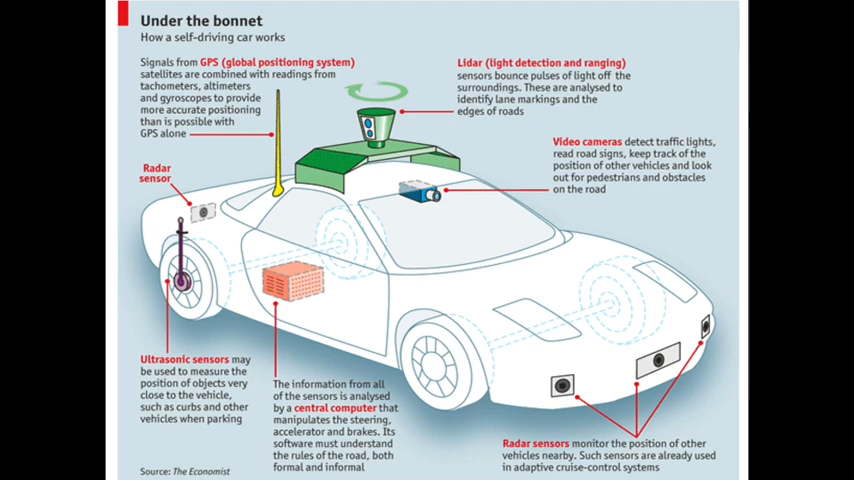 Under the bonnet
How a self-driving car works
Signals from GPS (global positioning system)
satellites are combined with readings from
tachometers, altimeters
and gyroscopes to provide
more accurate positioning
than is possible with
GPS alone
Lidar (light detection and ranging)
sensors bounce pulses of light off the
surroundings. These are analysed to
identify lane markings and the
edges of roads
Video cameras detect traffic lights,
read road signs, keep track of the
position of other vehicles and look
out for pedestrians and obstacles
on the road
Radar
sensor
Ultrasonic sensors may
be used to measure the
position of objects very
close to the vehicle,
such as curbs and other
vehicles when parking
The information from all
of the sensors is analysed
by a central computer that
manipulates the steering,
accelerator and brakes. Its
software must understand
the rules of the road, both
formal and informal
Radar sensors monitor the position of other
vehicles nearby. Such sensors are already used
in adaptive cruise-control systems
Source: The Economist